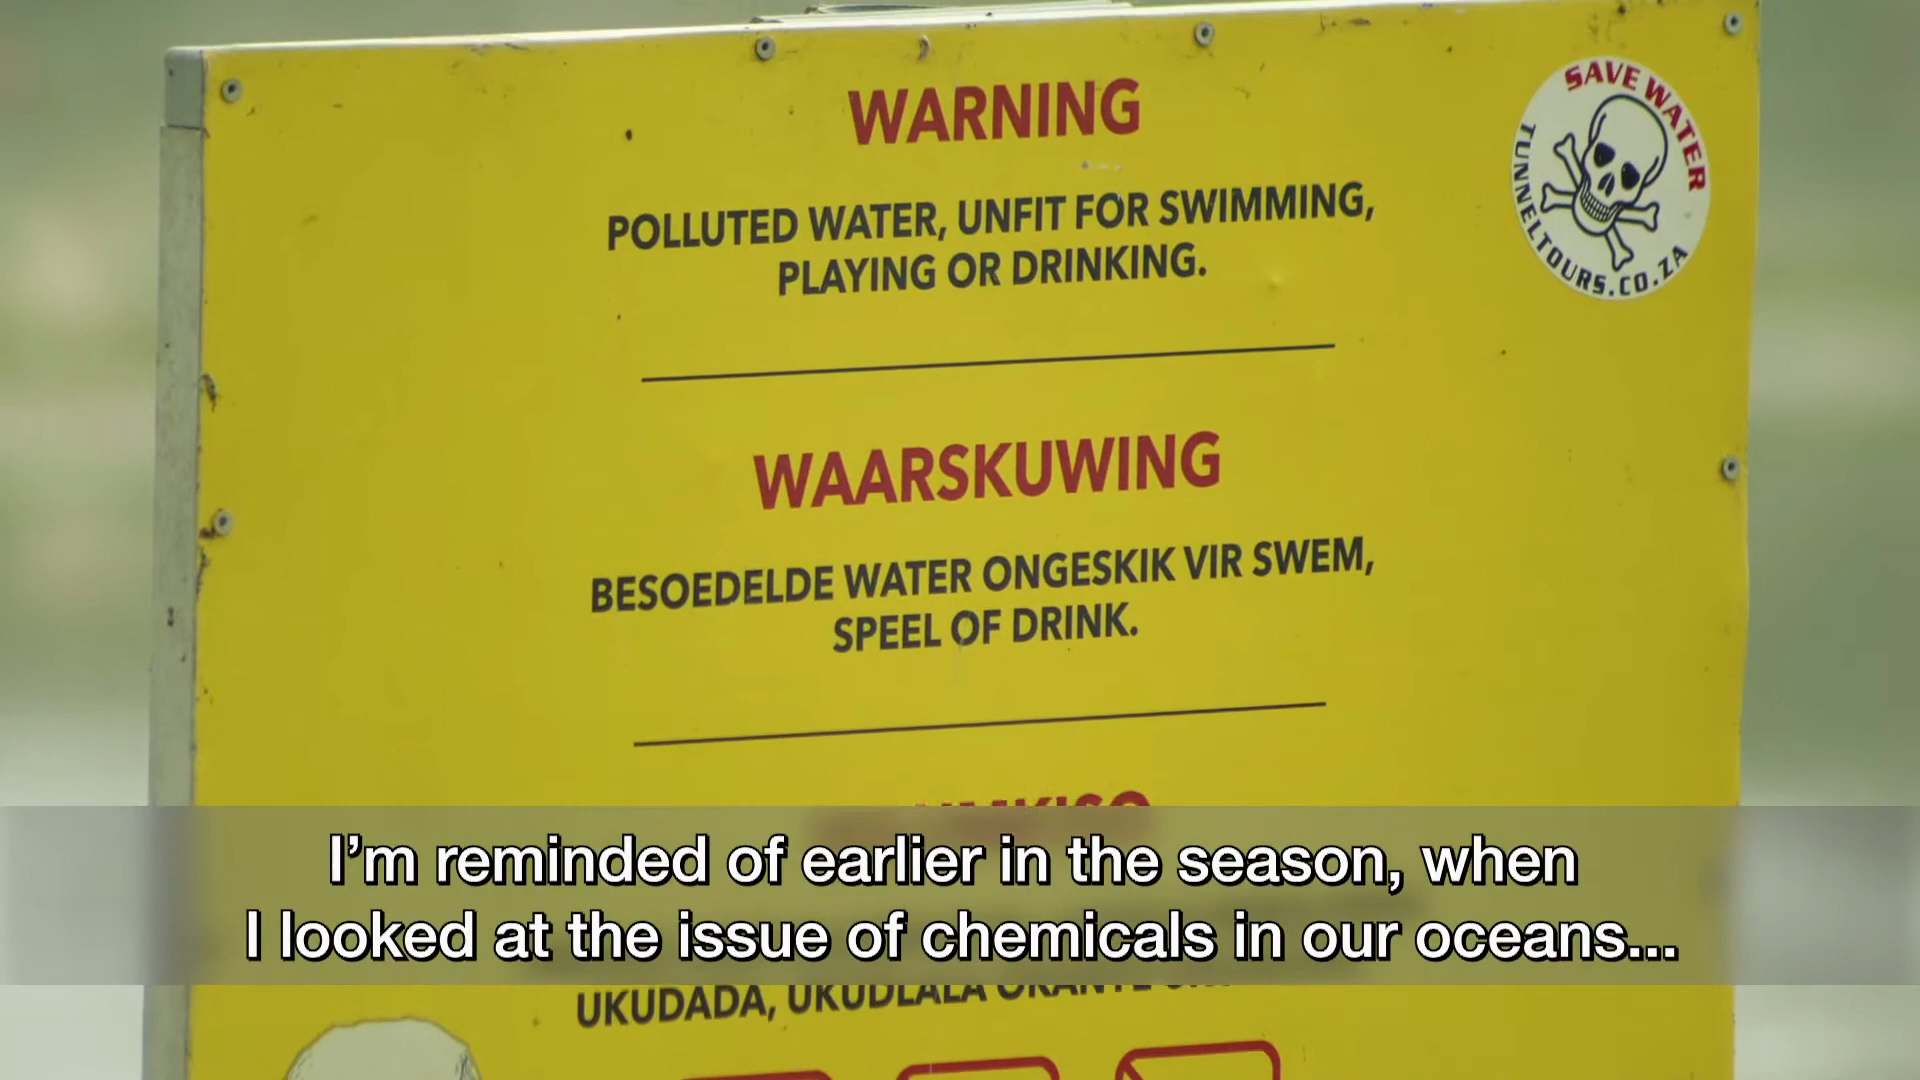 WARNING
POLLUTED WATER, UNFIT FOR SWIMMING,
PLAYING OR DRINKING.
SAVE WATER
TUNNELTOURS.CO.ZA
WAARSKUWING
BESOEDELDE WATER ONGESKIK VIR SWEM,
SPEEL OF DRINK.
I'm reminded of earlier in the season, when
I looked at the issue of chemicals in our oceans...
UKUDADA, UKUDLALA